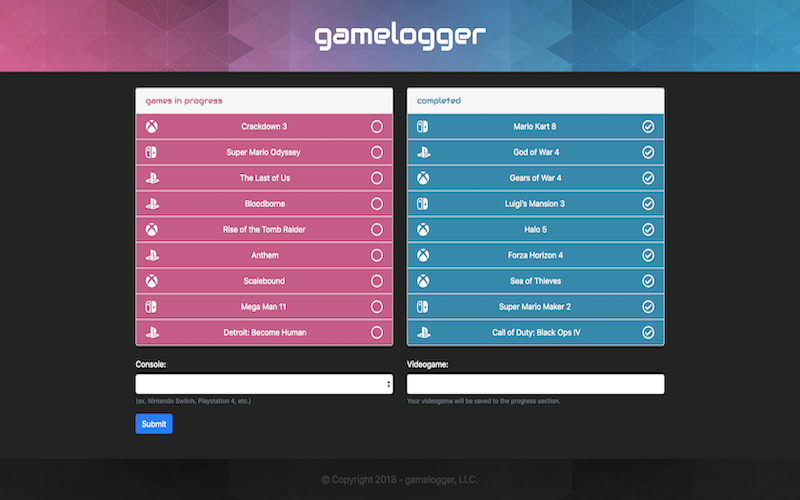 gamelogger
games in progress
Crackdown 3
Super Mario Odyssey
The Last of Us
Bloodborne
Rise of the Tomb Raider
Anthem
Scalebound
Mega Man 11
Detroit: Become Human
completed
Mario Kart 8
God of War 4
Gears of War 4
Luigi's Mansion 3
Halo 5
Forza Horizon 4
Sea of Thieves
Super Mario Maker 2
Call of Duty: Black Ops IV
Console:
(ex. Nintendo Switch, Playstation 4, etc.)
Videogame:
Your videogame will be saved to the progress section.
Submit
© Copyright 2018 - gamelogger, LLC.